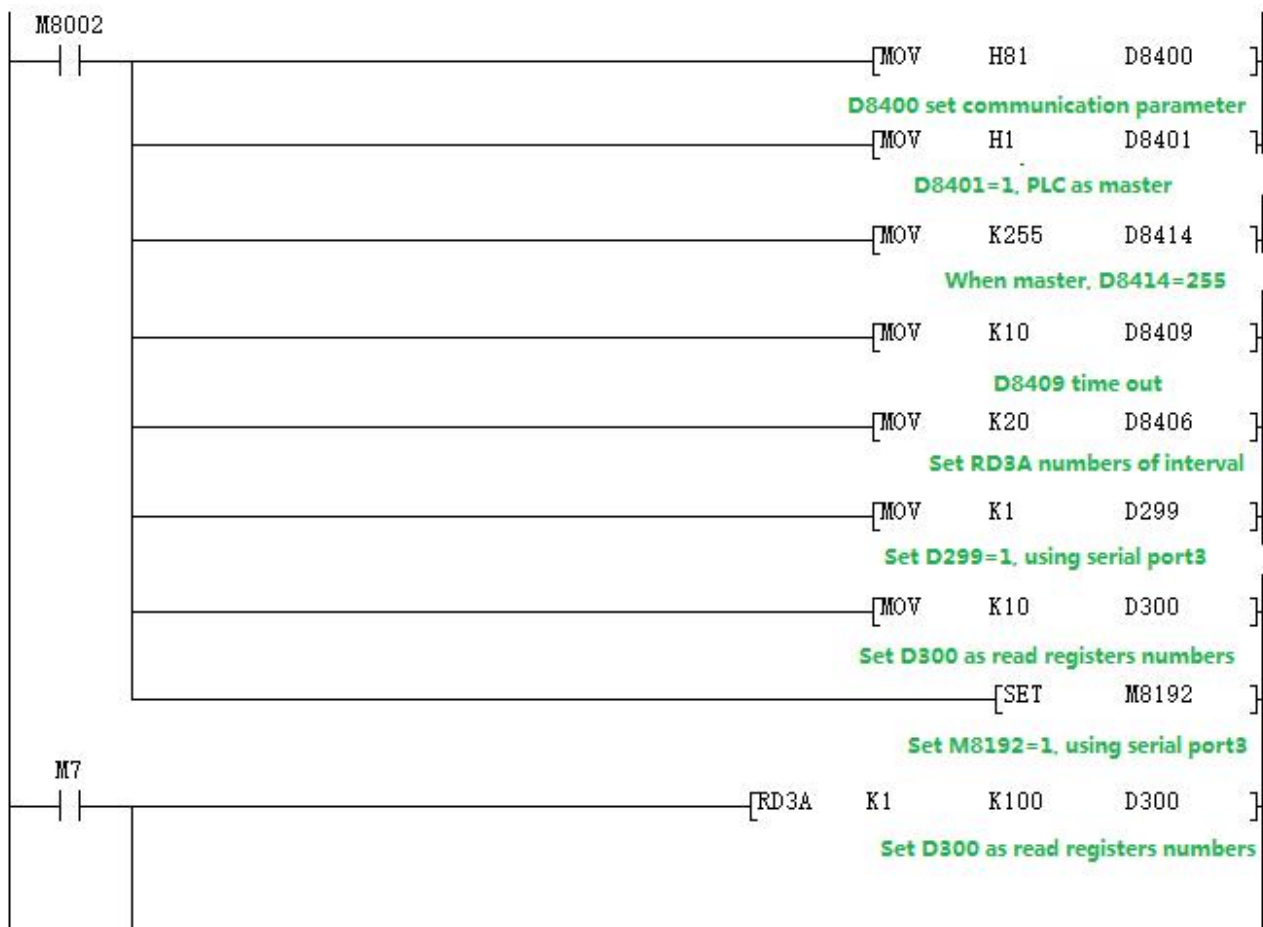 M8002
[MOV H81 D8400 ]
D8400 set communication parameter
[MOV H1 D8401 ]
D8401=1, PLC as master
[MOV K255 D8414 ]
When master, D8414=255
[MOV K10 D8409 ]
D8409 time out
[MOV K20 D8406 ]
Set RD3A numbers of interval
[MOV K1 D299 ]
Set D299=1, using serial port3
[MOV K10 D300 ]
Set D300 as read registers numbers
[SET M8192 ]
Set M8192=1, using serial port3
M7
[RD3A K1 K100 D300 ]
Set D300 as read registers numbers